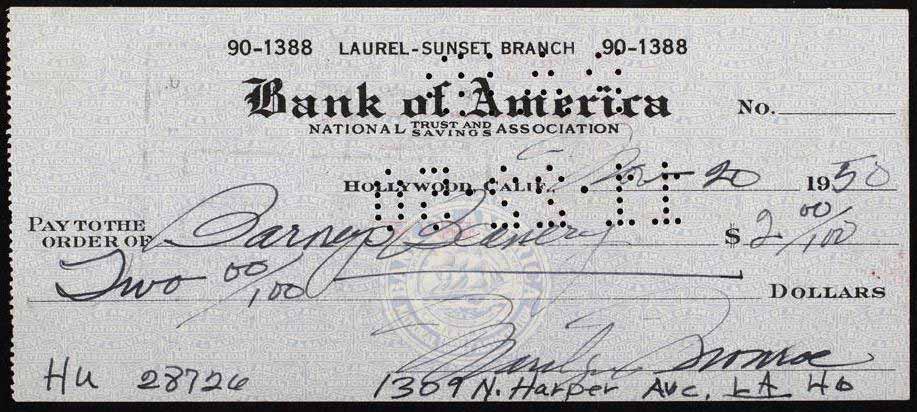 90-1388 LAUREL-SUNSET BRANCH 90-1388
Bank of America
NATIONAL TRUST AND SAVINGS ASSOCIATION
No.
HOLLYWOOD, CALIF. Nov 20 1950
PAY TO THE ORDER OF Barneys Beanery $ 2 00/100
Two 00/100 DOLLARS
Marilyn Monroe
HU 28726 1309 N. Harper Ave. LA 46